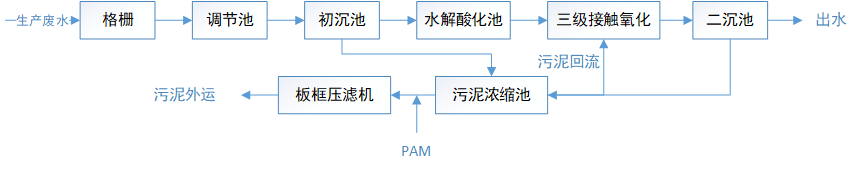 生产废水
格栅
调节池
初沉池
水解酸化池
三级接触氧化
二沉池
出水
污泥回流
污泥外运
板框压滤机
污泥浓缩池
PAM